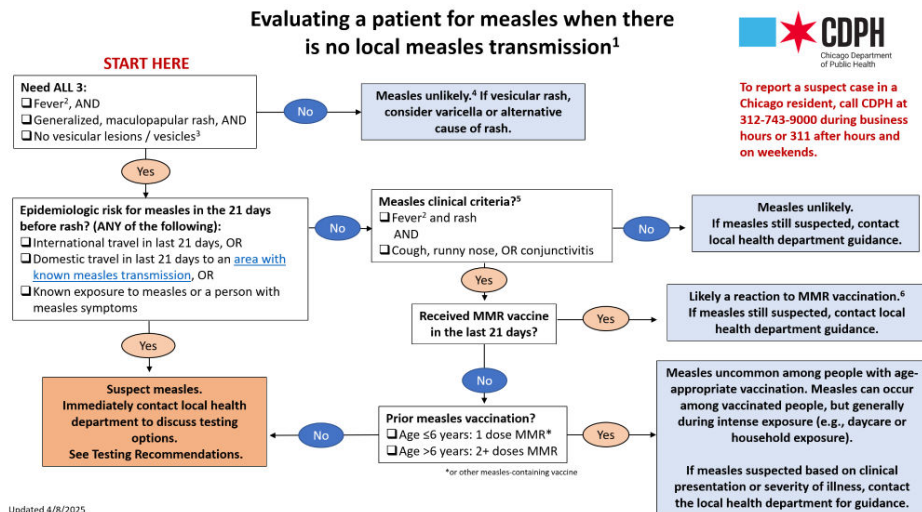 Evaluating a patient for measles when there
is no local measles transmission1
CDPH
Chicago Department
of Public Health
To report a suspect case in a
Chicago resident, call CDPH at
312-743-9000 during business
hours or 311 after hours and
on weekends.
START HERE
Need ALL 3:
❑Fever2, AND
❑Generalized, maculopapular rash, AND
❑No vesicular lesions / vesicles3
No
Measles unlikely.4 If vesicular rash,
consider varicella or alternative
cause of rash.
Yes
Epidemiologic risk for measles in the 21 days
before rash? (ANY of the following):
❑International travel in last 21 days, OR
❑Domestic travel in last 21 days to an area with
known measles transmission, OR
❑Known exposure to measles or a person with
measles symptoms
No
Measles clinical criteria?5
❑Fever2 and rash
AND
❑Cough, runny nose, OR conjunctivitis
No
Measles unlikely.
If measles still suspected, contact
local health department guidance.
Yes
Received MMR vaccine
in the last 21 days?
Yes
Likely a reaction to MMR vaccination.6
If measles still suspected, contact local
health department guidance.
Yes
Suspect measles.
Immediately contact local health
department to discuss testing
options.
See Testing Recommendations.
No
No
Prior measles vaccination?
❑Age ≤6 years: 1 dose MMR*
❑Age >6 years: 2+ doses MMR
*or other measles-containing vaccine
Yes
Measles uncommon among people with age-
appropriate vaccination. Measles can occur
among vaccinated people, but generally
during intense exposure (e.g., daycare or
household exposure).
If measles suspected based on clinical
presentation or severity of illness, contact
the local health department for guidance.
Updated 4/8/2025